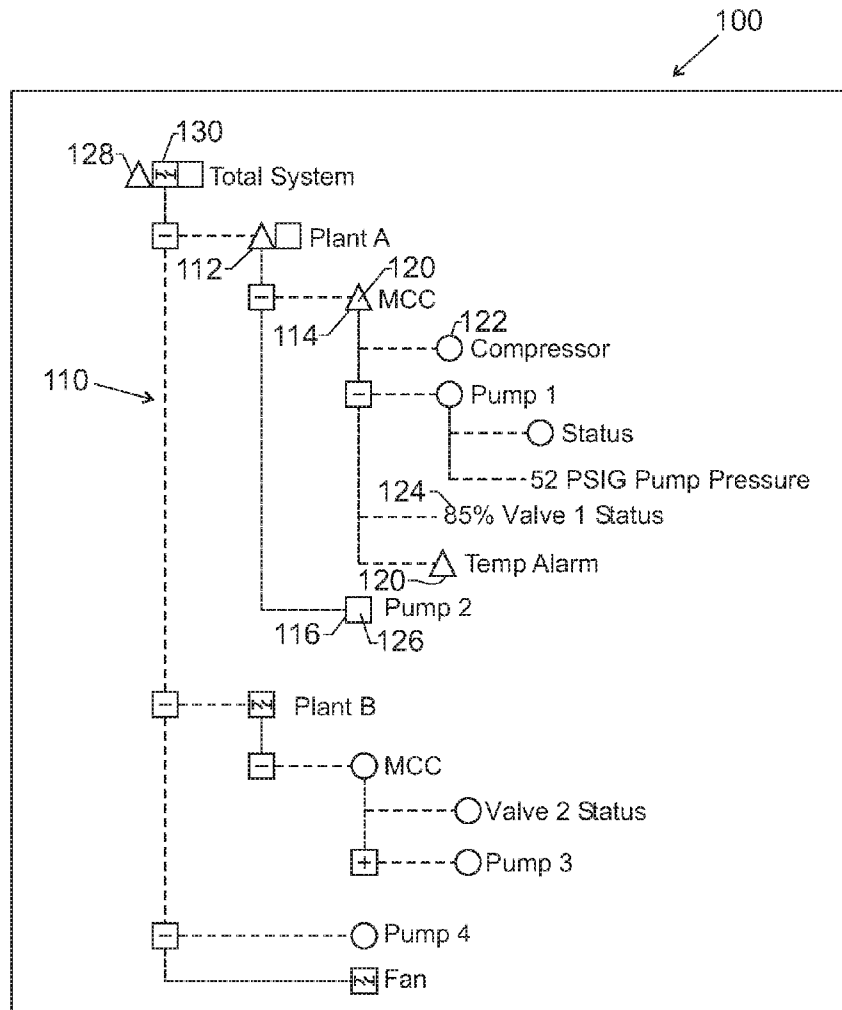 100
130
128
Total System
Plant A
112
120
MCC
114
122
Compressor
110
Pump 1
Status
52 PSIG Pump Pressure
124
85% Valve 1 Status
Temp Alarm
120
Pump 2
116
126
Plant B
MCC
Valve 2 Status
+ Pump 3
Pump 4
Fan